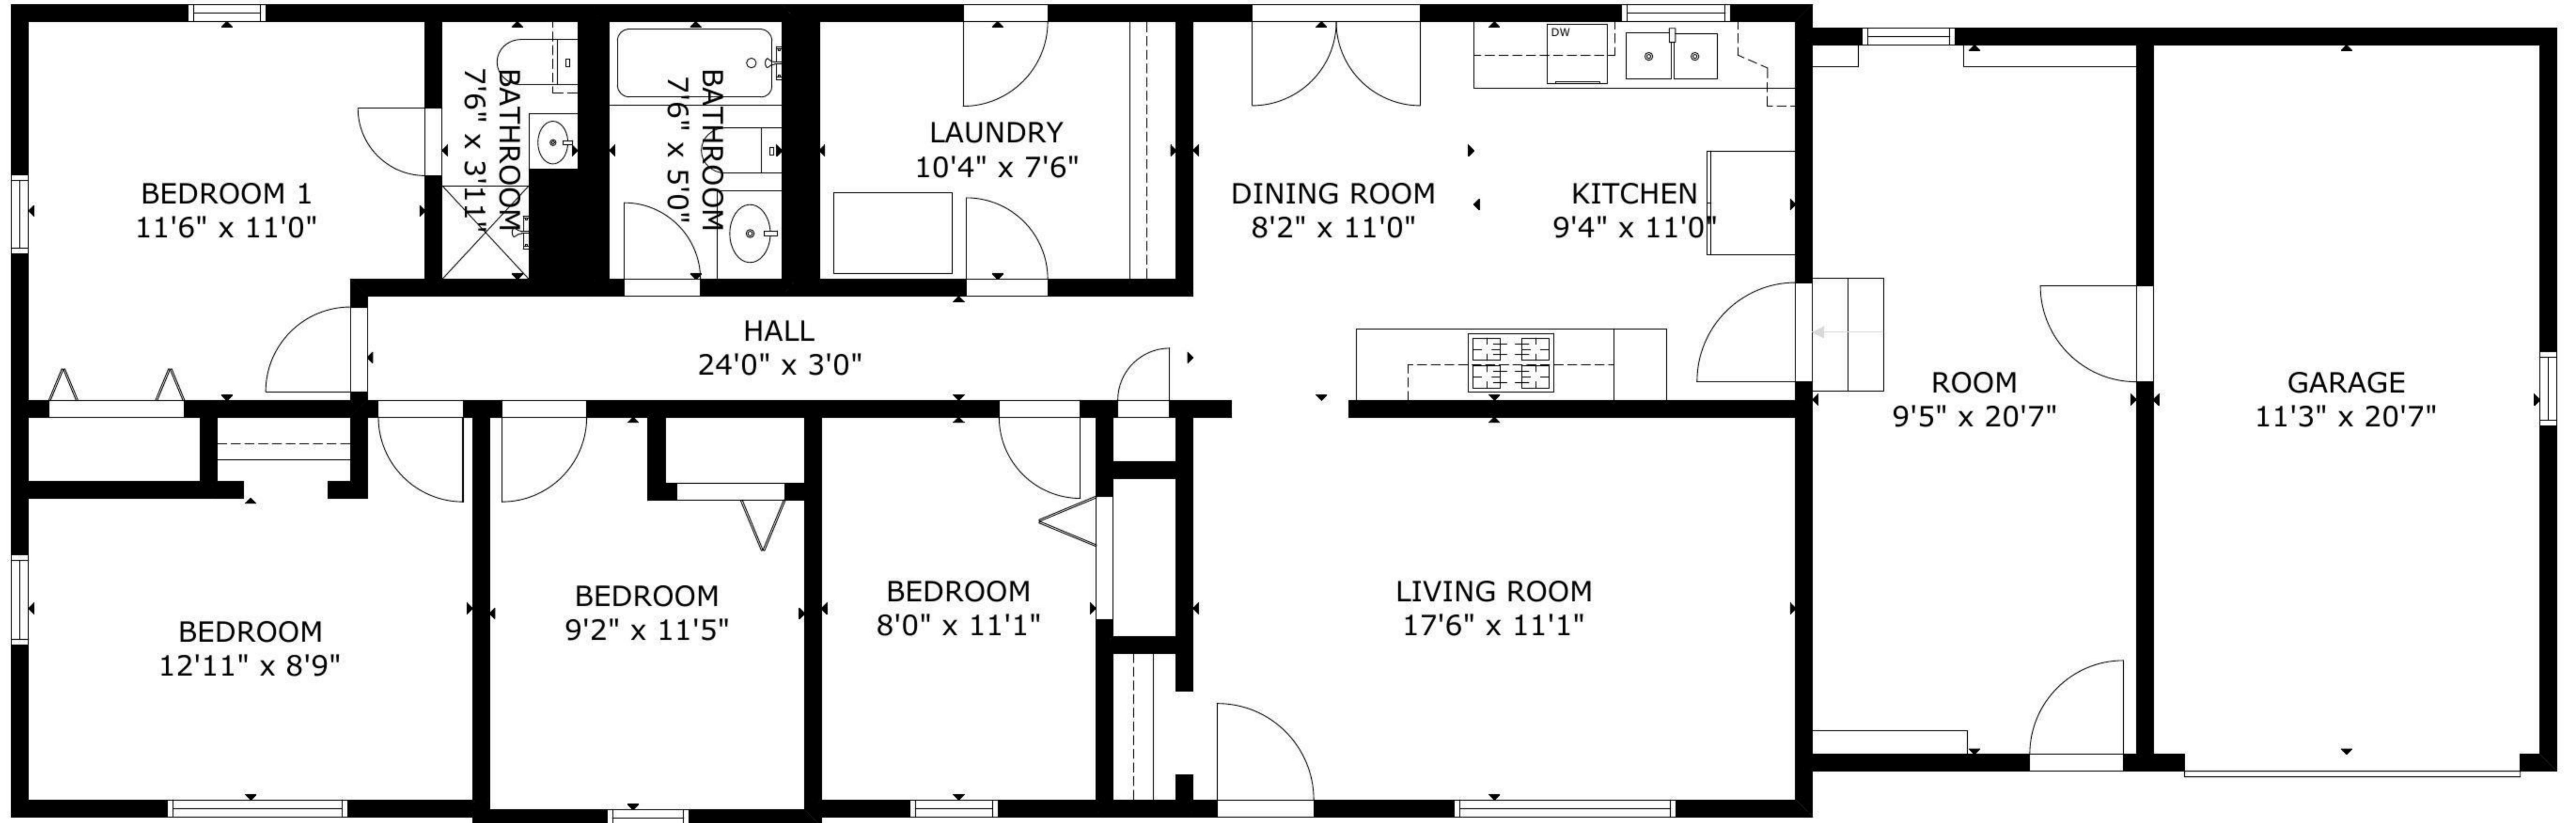 BEDROOM 1
11'6" x 11'0"
BATHROOM
7'6" x 3'11"
BATHROOM
7'6" x 5'0"
LAUNDRY
10'4" x 7'6"
DINING ROOM
8'2" x 11'0"
DW
KITCHEN
9'4" x 11'0"
HALL
24'0" x 3'0"
ROOM
9'5" x 20'7"
GARAGE
11'3" x 20'7"
BEDROOM
12'11" x 8'9"
BEDROOM
9'2" x 11'5"
BEDROOM
8'0" x 11'1"
LIVING ROOM
17'6" x 11'1"